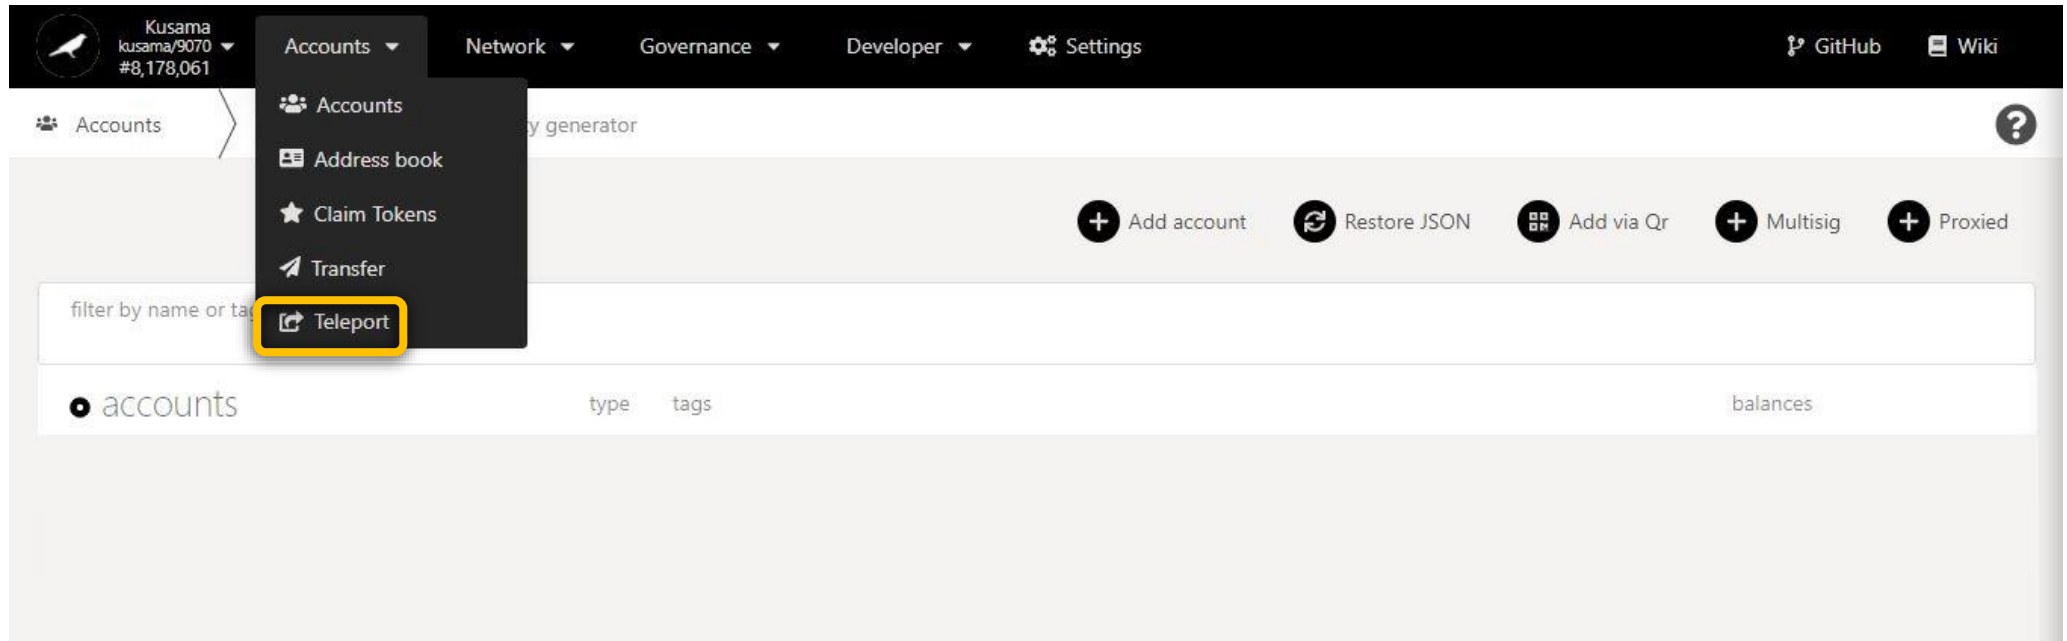 Kusama
kusama/9070
#8,178,061
Accounts
Network
Governance
Developer
Settings
GitHub
Wiki
Accounts
generator
Accounts
Address book
Claim Tokens
Transfer
Teleport
Add account
Restore JSON
Add via Qr
Multisig
Proxied
filter by name or
accounts
type
tags
balances